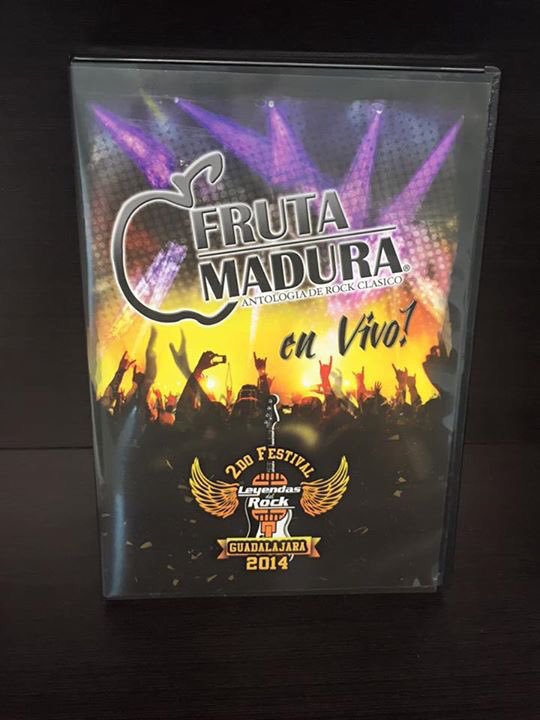 FRUTA
MADURA®
ANTOLOGIA DE ROCK CLASICO
en Vivo!
2DO FESTIVAL
Leyendas
del
Rock
GUADALAJARA
2014